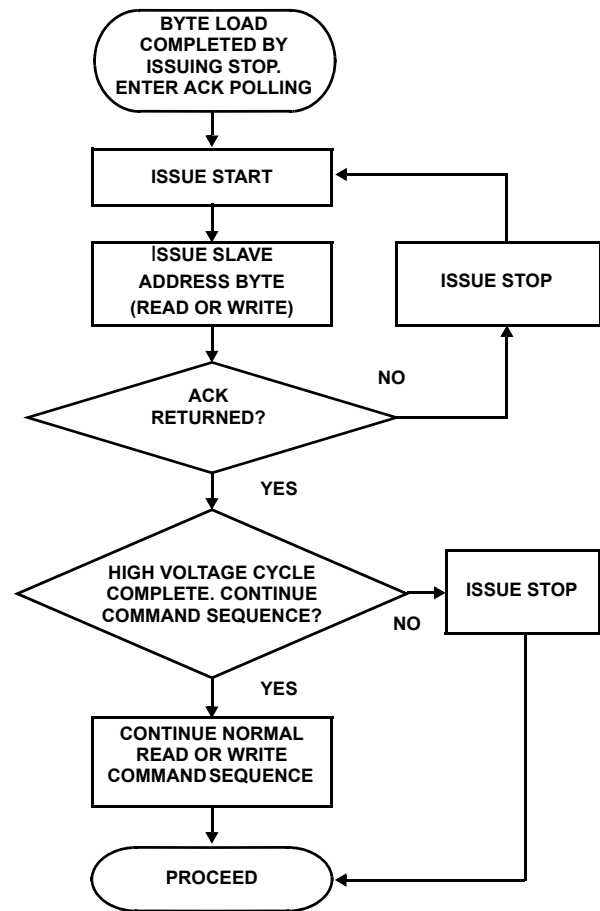 BYTE LOAD
COMPLETED BY
ISSUING STOP.
ENTER ACK POLLING
ISSUE START
ISSUE SLAVE
ADDRESS BYTE
(READ OR WRITE)
ISSUE STOP
NO
ACK
RETURNED?
YES
HIGH VOLTAGE CYCLE
COMPLETE. CONTINUE
COMMAND SEQUENCE?
ISSUE STOP
NO
YES
CONTINUE NORMAL
READ OR WRITE
COMMAND SEQUENCE
PROCEED